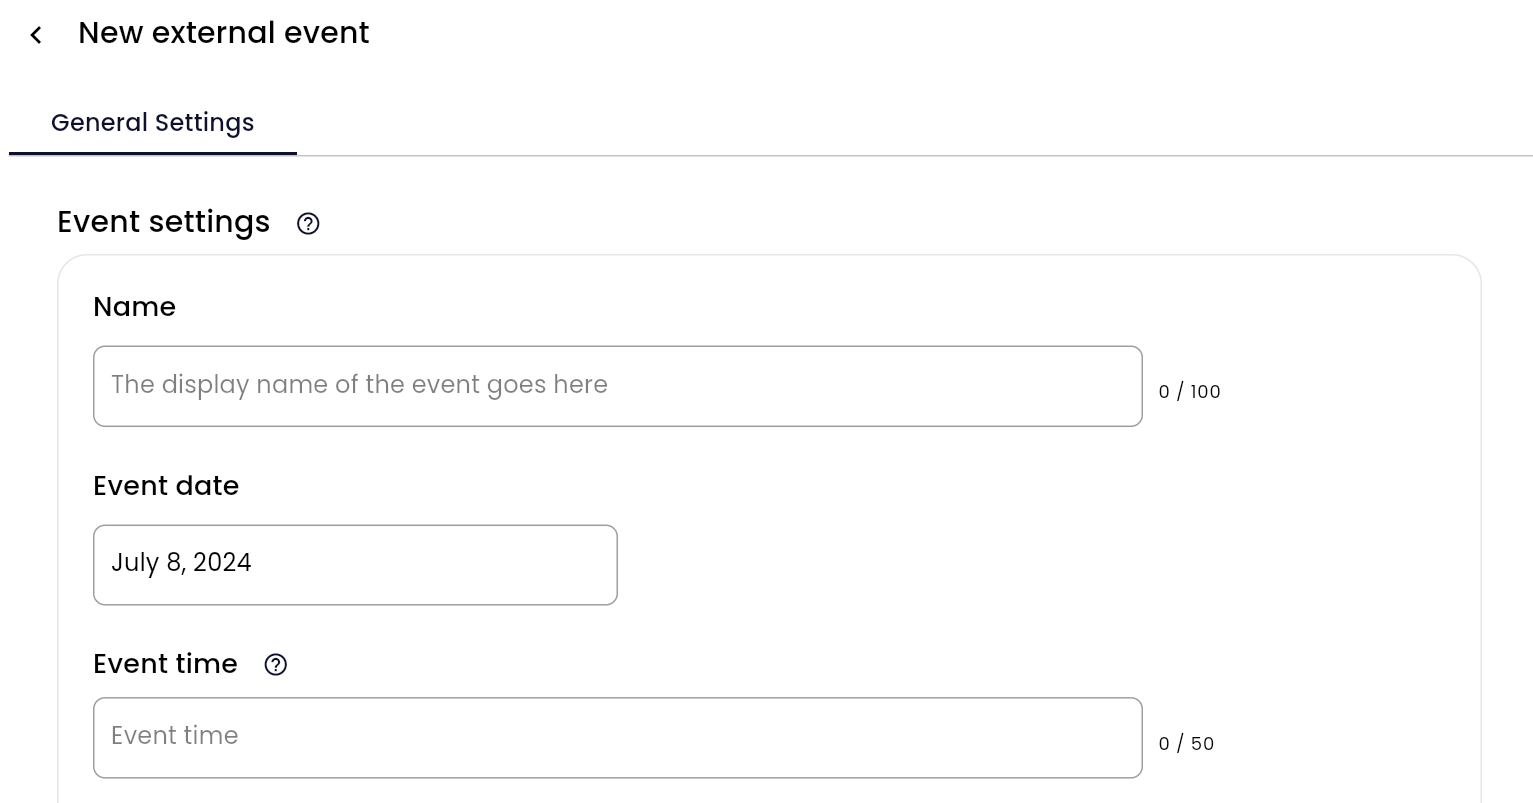 New external event
General Settings
Event settings
Name
The display name of the event goes here
0 / 100
Event date
July 8, 2024
Event time
Event time
0 / 50